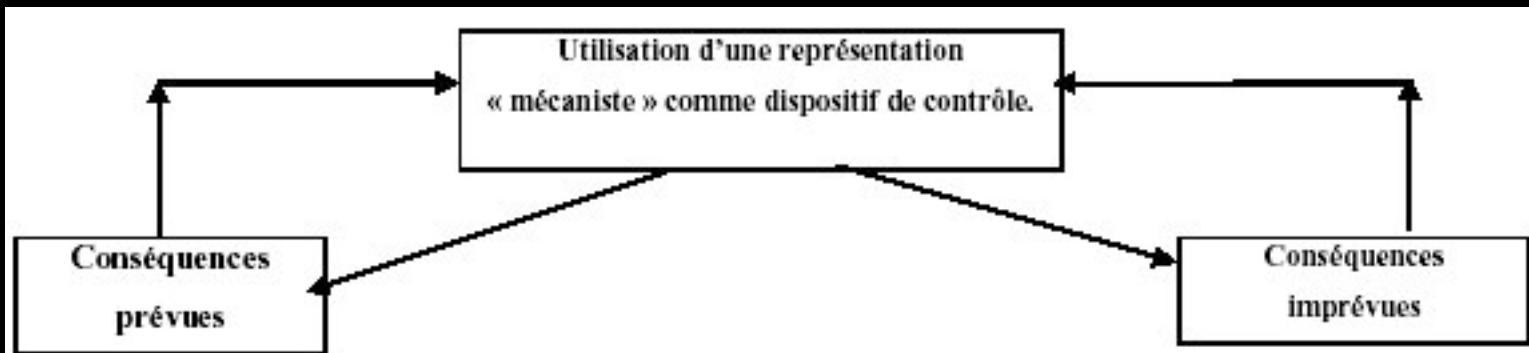 Utilisation d'une représentation
« mécaniste » comme dispositif de contrôle.
Conséquences
prévues
Conséquences
imprévues